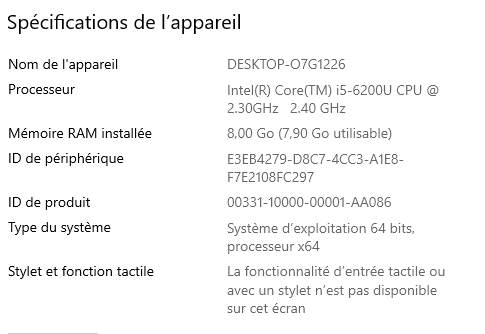 Spécifications de l'appareil
Nom de l'appareil DESKTOP-O7G1226
Processeur Intel(R) Core(TM) i5-6200U CPU @
2.30GHz 2.40 GHz
Mémoire RAM installée 8,00 Go (7,90 Go utilisable)
ID de périphérique E3EB4279-D8C7-4CC3-A1E8-
F7E2108FC297
ID de produit 00331-10000-00001-AA086
Type du système Système d'exploitation 64 bits,
processeur x64
Stylet et fonction tactile La fonctionnalité d'entrée tactile ou
avec un stylet n'est pas disponible
sur cet écran